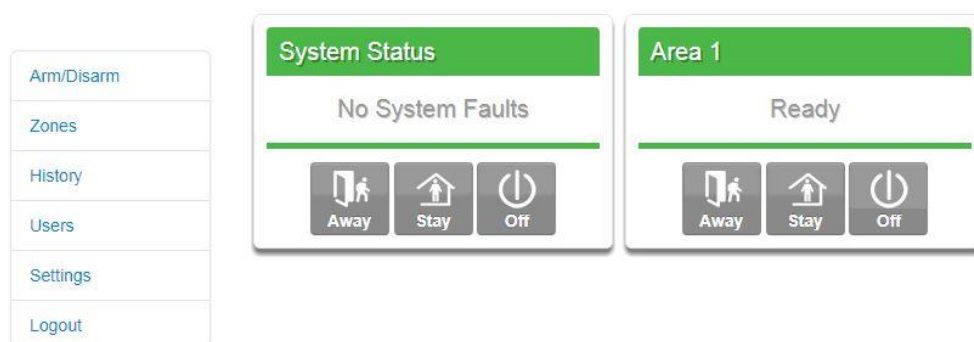 Arm/Disarm
Zones
History
Users
Settings
Logout
System Status
No System Faults
Away Stay Off
Area 1
Ready
Away Stay Off